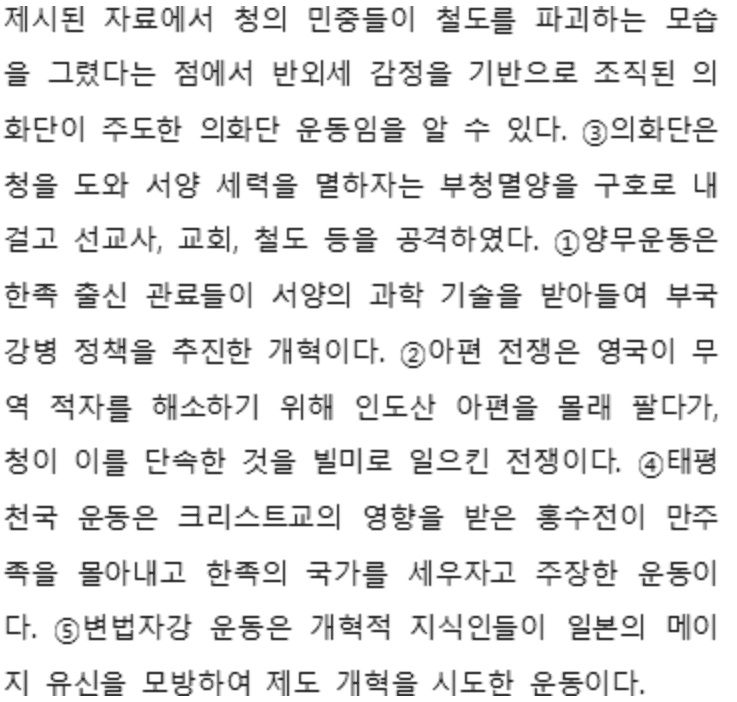 제시된 자료에서 청의 민중들이 철도를 파괴하는 모습
을 그렸다는 점에서 반외세 감정을 기반으로 조직된 의
화단이 주도한 의화단 운동임을 알 수 있다. ③의화단은
청을 도와 서양 세력을 멸하자는 부청멸양을 구호로 내
걸고 선교사, 교회, 철도 등을 공격하였다. ①양무운동은
한족 출신 관료들이 서양의 과학 기술을 받아들여 부국
강병 정책을 추진한 개혁이다. ②아편 전쟁은 영국이 무
역 적자를 해소하기 위해 인도산 아편을 몰래 팔다가,
청이 이를 단속한 것을 빌미로 일으킨 전쟁이다. ④태평
천국 운동은 크리스트교의 영향을 받은 홍수전이 만주
족을 몰아내고 한족의 국가를 세우자고 주장한 운동이
다. ⑤변법자강 운동은 개혁적 지식인들이 일본의 메이
지 유신을 모방하여 제도 개혁을 시도한 운동이다.